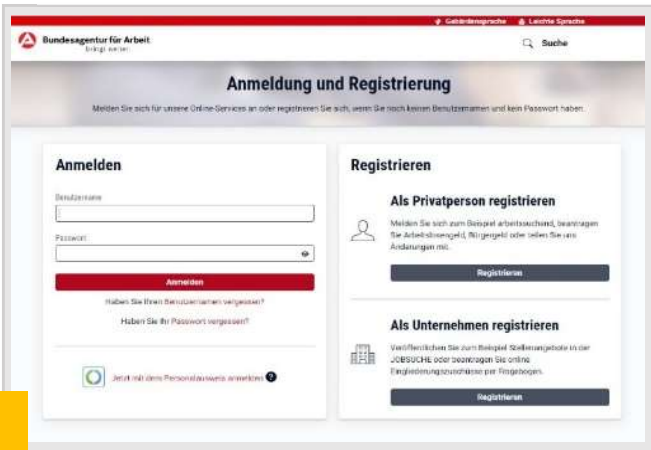 Gebärdensprache
Leichte Sprache
Bundesagentur für Arbeit
bringt weiter.
Suche
Anmeldung und Registrierung
Melden Sie sich für unsere Online-Services an oder registrieren Sie sich, wenn Sie noch keinen Benutzernamen und kein Passwort haben.
Anmelden
Benutzername
Passwort
Anmelden
Haben Sie Ihren Benutzernamen vergessen?
Haben Sie Ihr Passwort vergessen?
Jetzt mit dem Personalausweis anmelden ?
Registrieren
Als Privatperson registrieren
Melden Sie sich zum Beispiel arbeitssuchend, beantragen
Sie Arbeitslosengeld, Bürgergeld oder teilen Sie uns
Änderungen mit.
Registrieren
Als Unternehmen registrieren
Veröffentlichen Sie zum Beispiel Stellenangebote in der
JOBSUCHE oder beantragen Sie online
Eingliederungszuschüsse per Fragebogen.
Registrieren